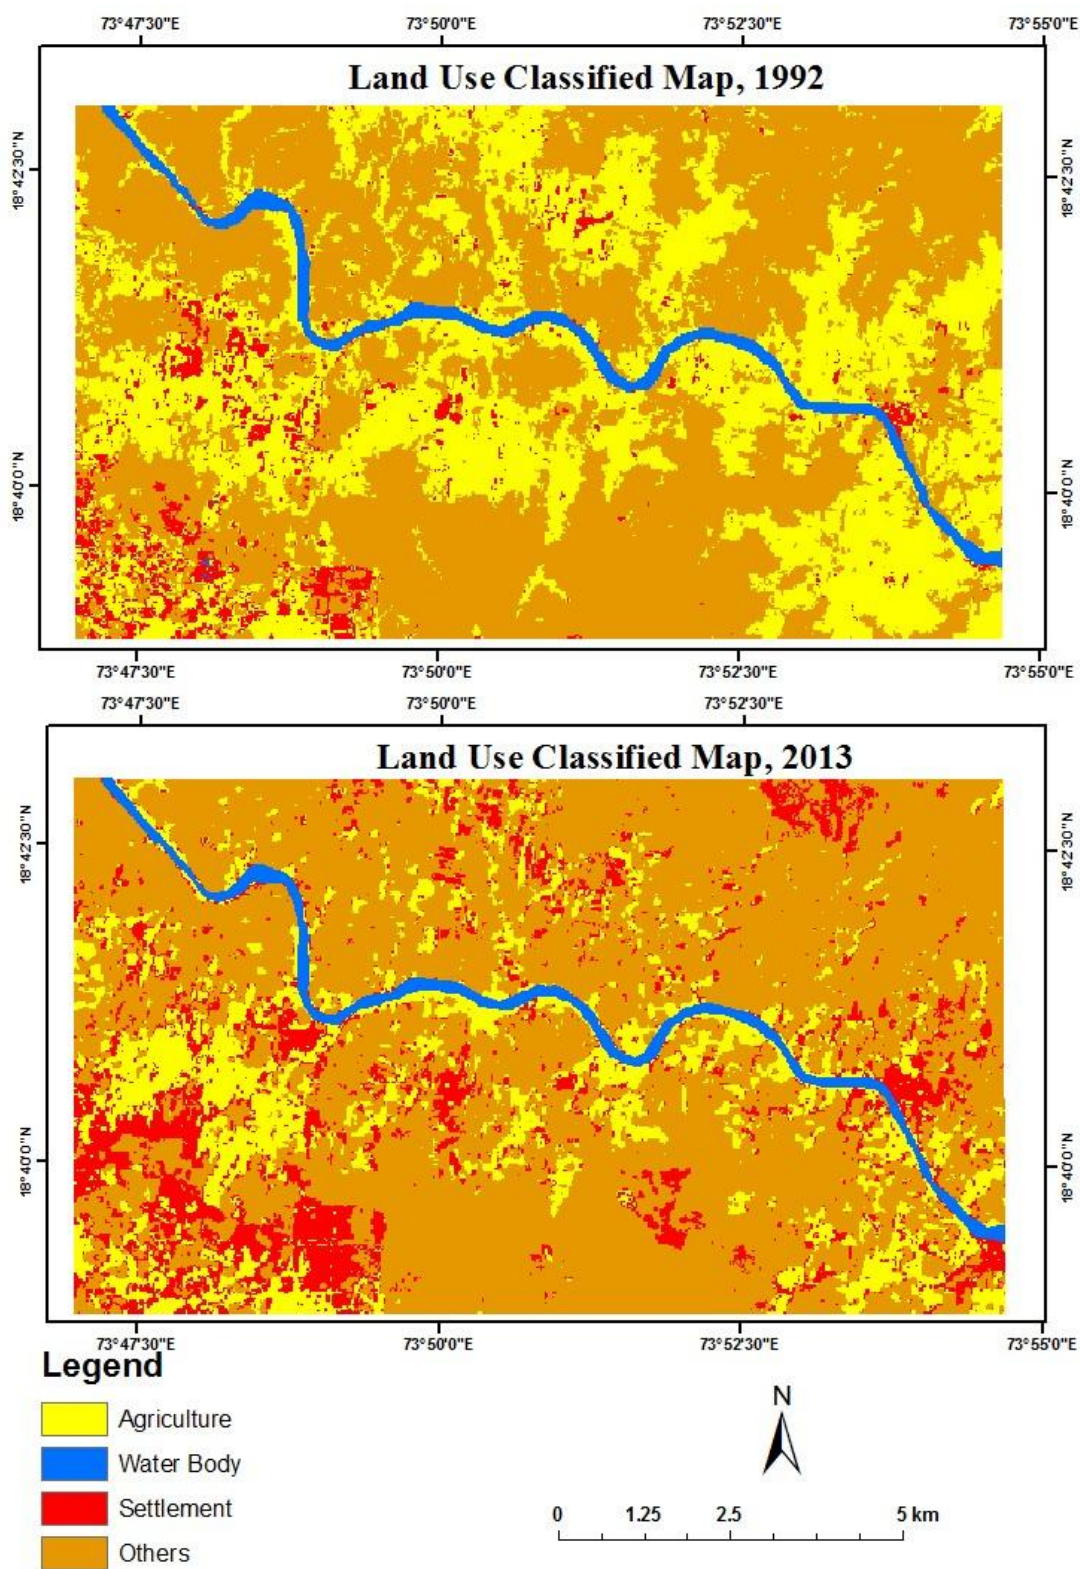 73°47'30"E 73°50'0"E 73°52'30"E 73°55'0"E
Land Use Classified Map, 1992
18°42'30"N 18°42'30"N
18°40'0"N 18°40'0"N
73°47'30"E 73°50'0"E 73°52'30"E 73°55'0"E
73°47'30"E 73°50'0"E 73°52'30"E
Land Use Classified Map, 2013
18°42'30"N 18°42'30"N
18°40'0"N 18°40'0"N
73°47'30"E 73°50'0"E 73°52'30"E 73°55'0"E
Legend
Agriculture
Water Body
Settlement
Others
N
0 1.25 2.5 5 km